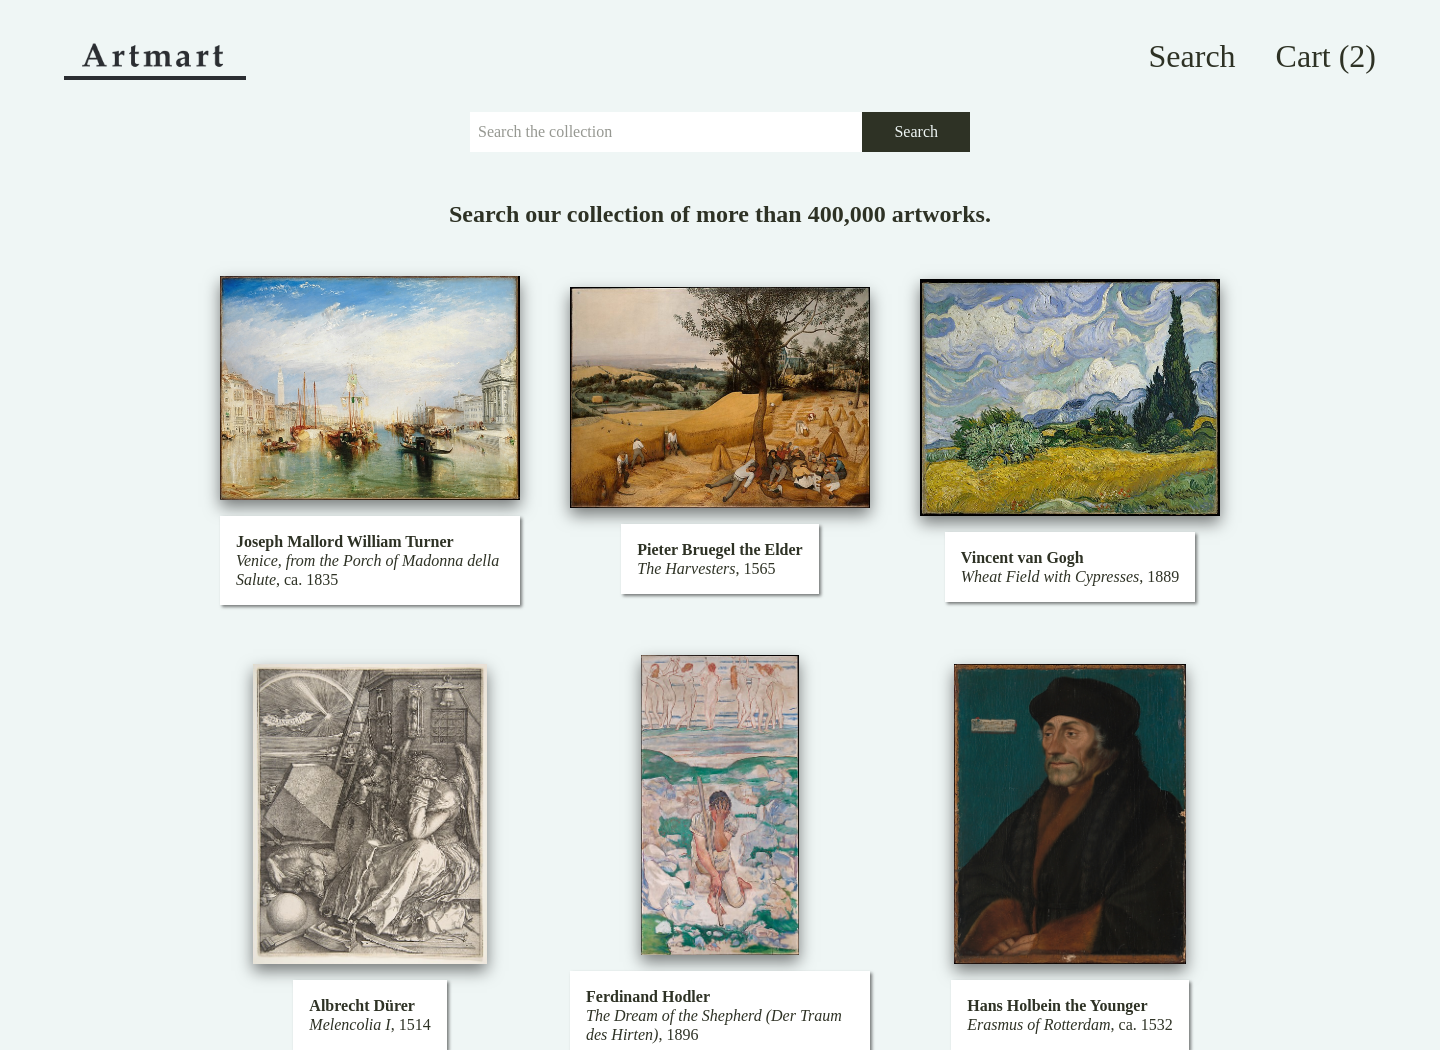 Artmart
Search
Cart (2)
Search the collection
Search
Search our collection of more than 400,000 artworks.
Joseph Mallord William Turner
Venice, from the Porch of Madonna della
Salute, ca. 1835
Pieter Bruegel the Elder
The Harvesters, 1565
Vincent van Gogh
Wheat Field with Cypresses, 1889
Albrecht Dürer
Melencolia I, 1514
Ferdinand Hodler
The Dream of the Shepherd (Der Traum
des Hirten), 1896
Hans Holbein the Younger
Erasmus of Rotterdam, ca. 1532